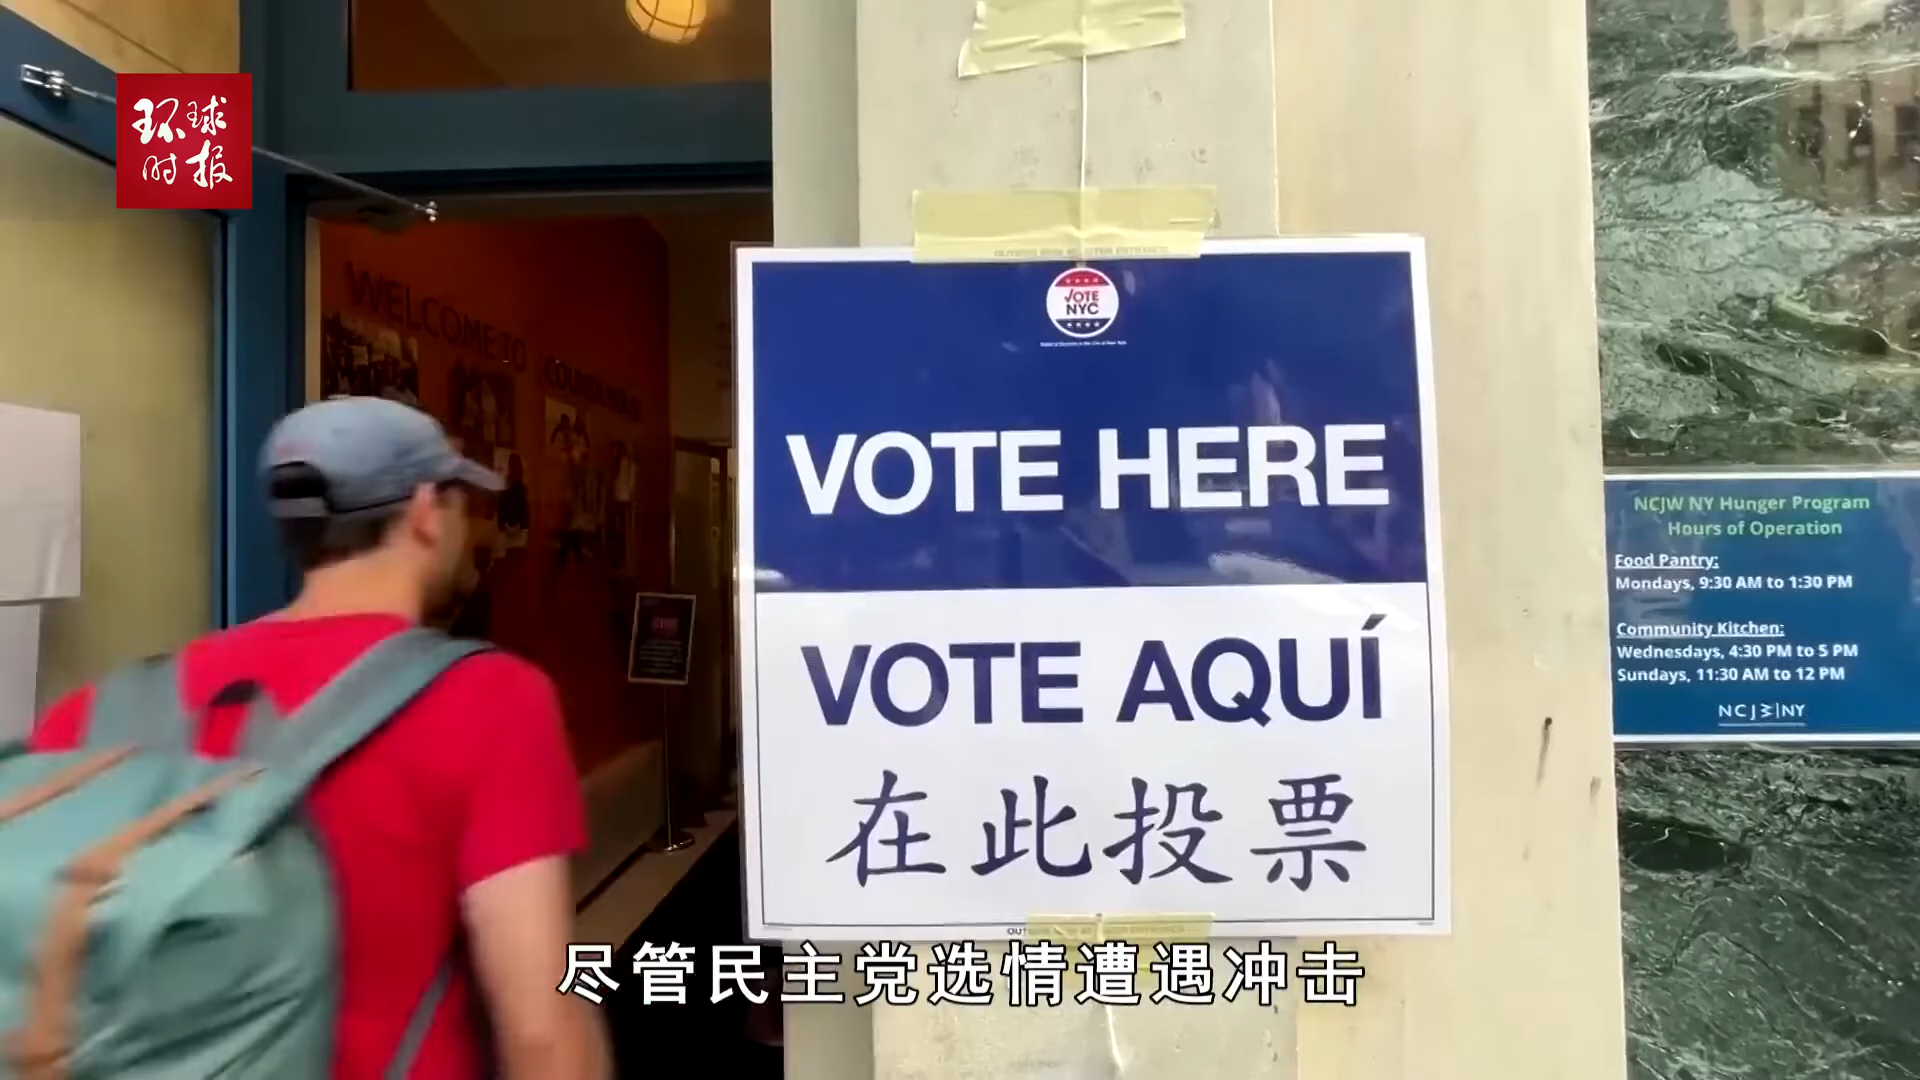 环球
时报
WELCOME TO
VOTE
NYC
VOTE HERE
VOTE AQUÍ
在此投票
NCJW NY Hunger Program
Hours of Operation
Food Pantry:
Mondays, 9:30 AM to 1:30 PM
Community Kitchen:
Wednesdays, 4:30 PM to 5 PM
Sundays, 11:30 AM to 12 PM
NCJW|NY
尽管民主党选情遭遇冲击